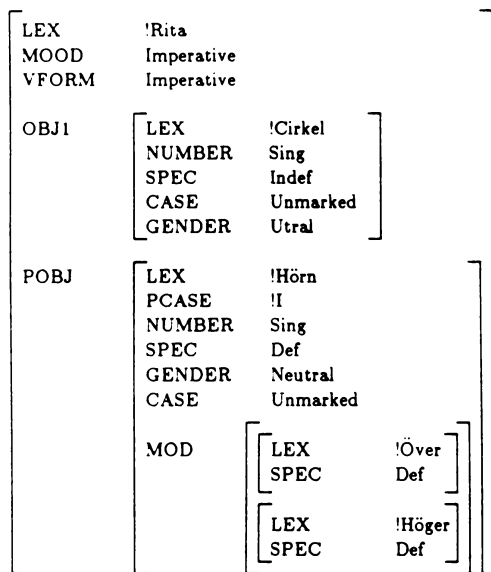 LEX !Rita
MOOD Imperative
VFORM Imperative
OBJ1 LEX !Cirkel
NUMBER Sing
SPEC Indef
CASE Unmarked
GENDER Utral
POBJ LEX !Hörn
PCASE !I
NUMBER Sing
SPEC Def
GENDER Neutral
CASE Unmarked
MOD LEX !Över
SPEC Def
LEX !Höger
SPEC Def